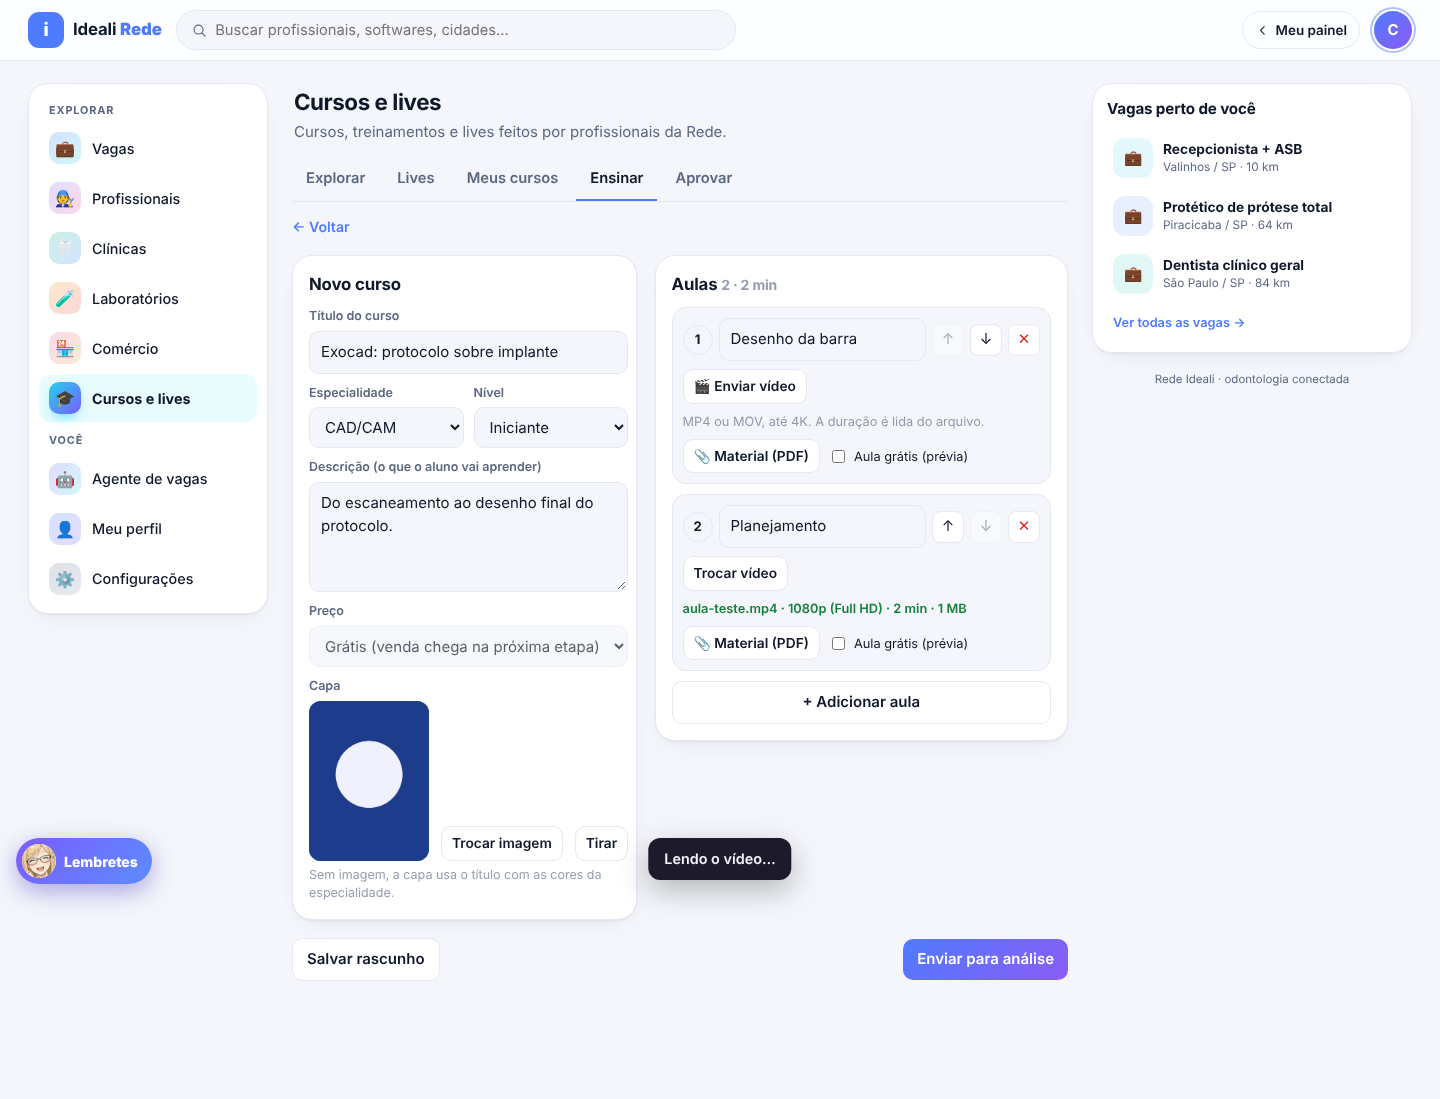 i Ideali Rede
Buscar profissionais, softwares, cidades...
Meu painel
C
EXPLORAR
Vagas
Profissionais
Clínicas
Laboratórios
Comércio
Cursos e lives
VOCÊ
Agente de vagas
Meu perfil
Configurações
Lembretes
Cursos e lives
Cursos, treinamentos e lives feitos por profissionais da Rede.
Explorar Lives Meus cursos Ensinar Aprovar
← Voltar
Novo curso
Título do curso
Exocad: protocolo sobre implante
Especialidade Nível
CAD/CAM Iniciante
Descrição (o que o aluno vai aprender)
Do escaneamento ao desenho final do
protocolo.
Preço
Grátis (venda chega na próxima etapa)
Capa
Trocar imagem Tirar
Sem imagem, a capa usa o título com as cores da
especialidade.
Aulas 2 · 2 min
1 Desenho da barra ↑ ↓ ✕
🎬 Enviar vídeo
MP4 ou MOV, até 4K. A duração é lida do arquivo.
📎 Material (PDF) Aula grátis (prévia)
2 Planejamento ↑ ↓ ✕
Trocar vídeo
aula-teste.mp4 · 1080p (Full HD) · 2 min · 1 MB
📎 Material (PDF) Aula grátis (prévia)
+ Adicionar aula
Lendo o vídeo...
Salvar rascunho Enviar para análise
Vagas perto de você
Recepcionista + ASB
Valinhos / SP · 10 km
Protético de prótese total
Piracicaba / SP · 64 km
Dentista clínico geral
São Paulo / SP · 84 km
Ver todas as vagas →
Rede Ideali · odontologia conectada